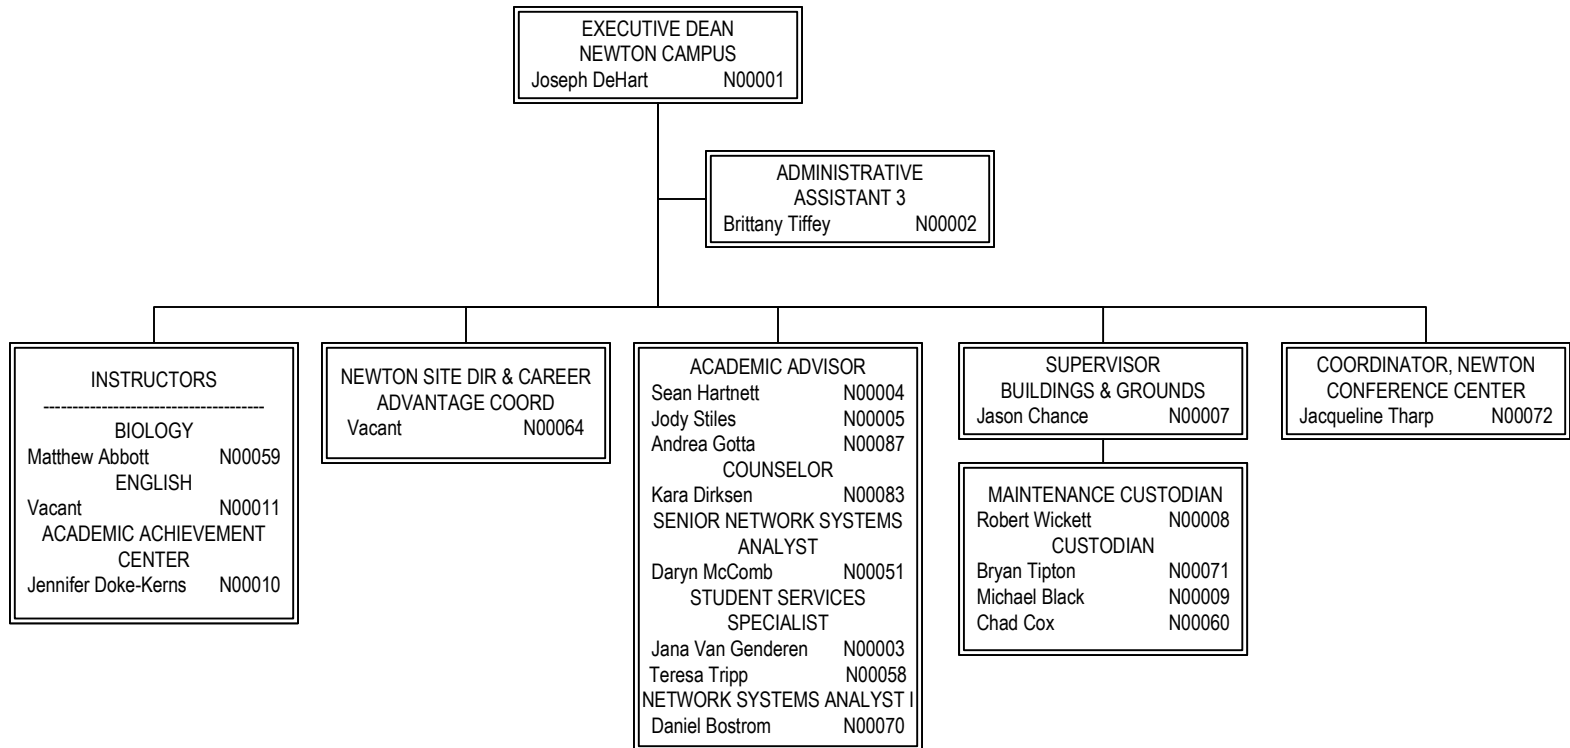 EXECUTIVE DEAN
NEWTON CAMPUS
Joseph DeHart N00001
ADMINISTRATIVE
ASSISTANT 3
Brittany Tiffey N00002
INSTRUCTORS
--------------------------------------
BIOLOGY
Matthew Abbott N00059
ENGLISH
Vacant N00011
ACADEMIC ACHIEVEMENT
CENTER
Jennifer Doke-Kerns N00010
NEWTON SITE DIR & CAREER
ADVANTAGE COORD
Vacant N00064
ACADEMIC ADVISOR
Sean Hartnett N00004
Jody Stiles N00005
Andrea Gotta N00087
COUNSELOR
Kara Dirksen N00083
SENIOR NETWORK SYSTEMS
ANALYST
Daryn McComb N00051
STUDENT SERVICES
SPECIALIST
Jana Van Genderen N00003
Teresa Tripp N00058
NETWORK SYSTEMS ANALYST I
Daniel Bostrom N00070
SUPERVISOR
BUILDINGS & GROUNDS
Jason Chance N00007
MAINTENANCE CUSTODIAN
Robert Wickett N00008
CUSTODIAN
Bryan Tipton N00071
Michael Black N00009
Chad Cox N00060
COORDINATOR, NEWTON
CONFERENCE CENTER
Jacqueline Tharp N00072